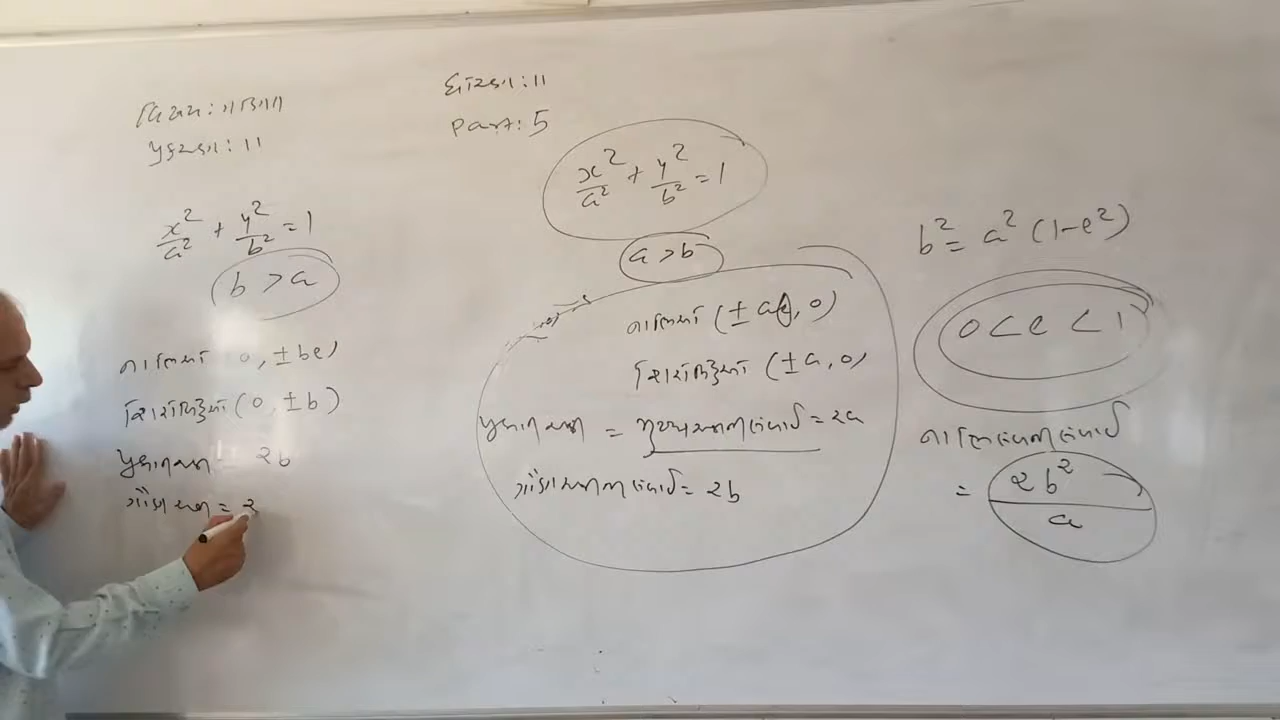 વિષય : ગણિત
પ્રકરણ : 11
x²/a² + y²/b² = 1
b > a
નાભિઓ 0, ± be)
શિરોબિંદુઓ (0, ± b)
પ્રધાન અક્ષ = 2b
ગૌણ અક્ષ = 2
ધોરણ : 11
Part : 5
x²/a² + y²/b² = 1
a > b
નાભિઓ (± ae, 0)
શિરોબિંદુઓ (± a, 0)
પ્રધાન અક્ષ = મુખ્ય અક્ષની લંબાઈ = 2a
ગૌણ અક્ષની લંબાઈ = 2b
b² = a² (1 - e²)
0 < e < 1
નાભિલંબની લંબાઈ
= 2b²/a